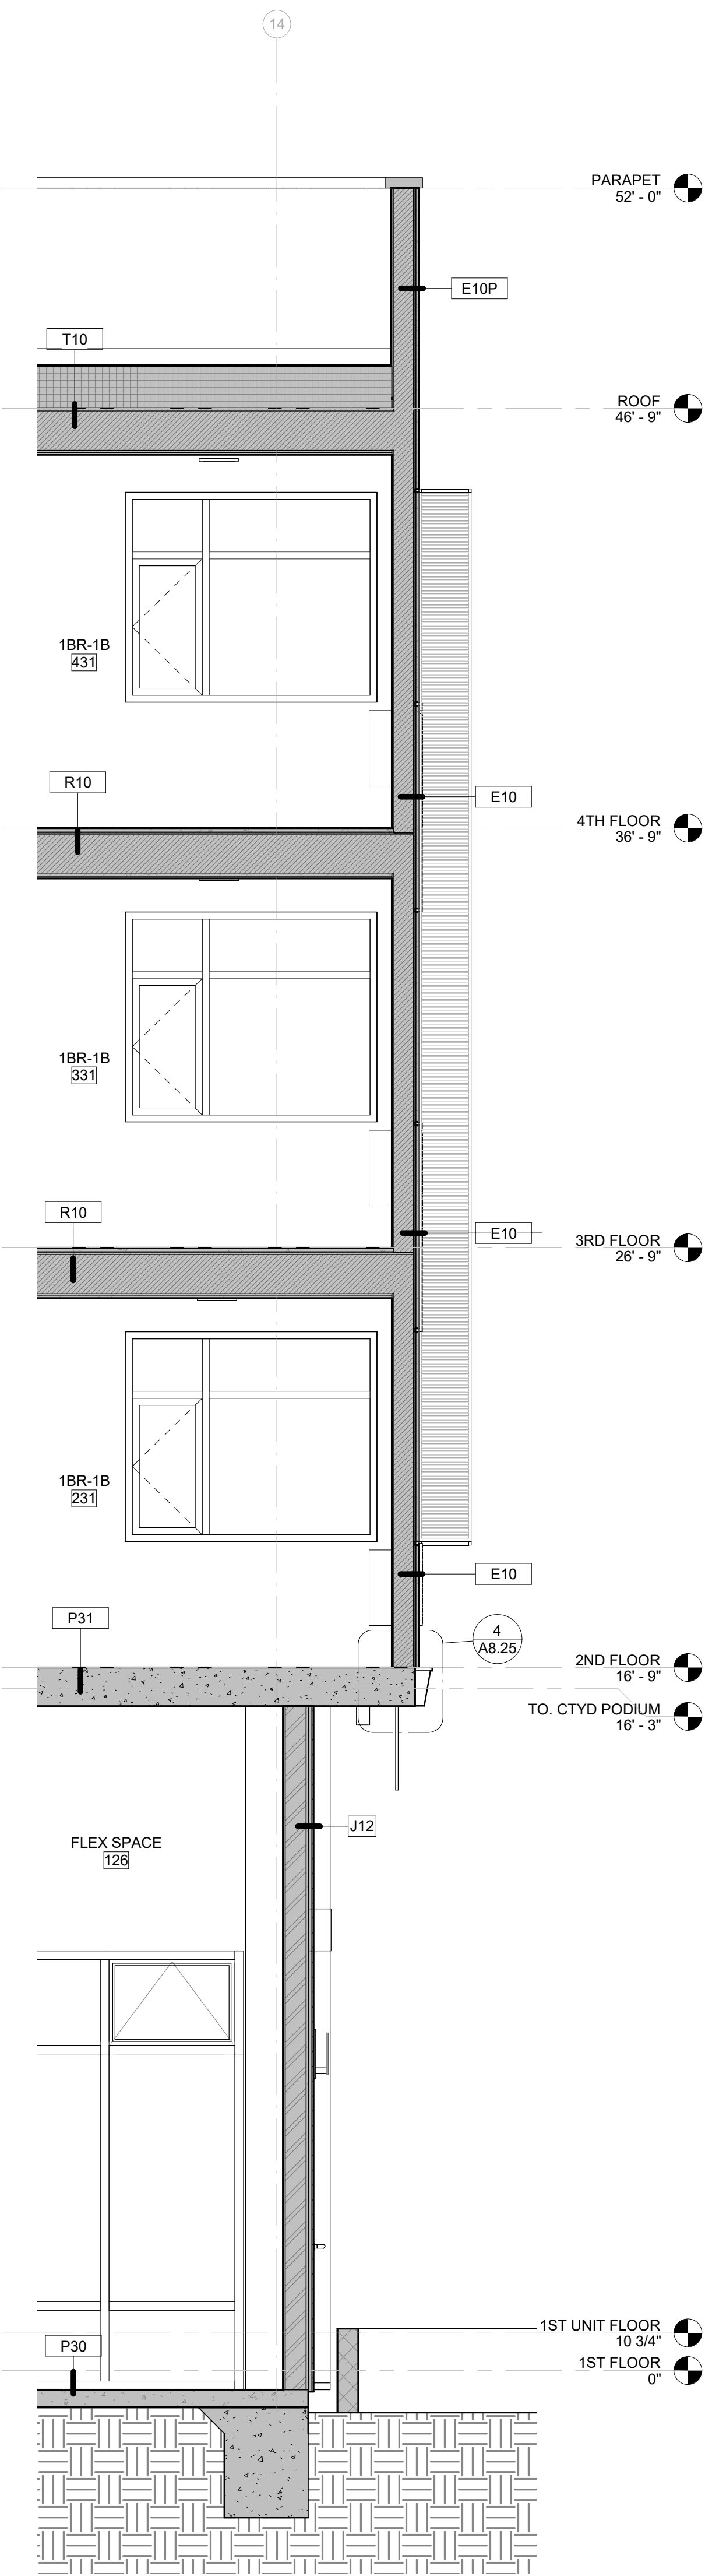 14
PARAPET
52' - 0"
E10P
T10
ROOF
46' - 9"
1BR-1B
431
R10
E10
4TH FLOOR
36' - 9"
1BR-1B
331
R10
E10
3RD FLOOR
26' - 9"
1BR-1B
231
E10
P31
4
A8.25
2ND FLOOR
16' - 9"
TO. CTYD PODIUM
16' - 3"
J12
FLEX SPACE
126
1ST UNIT FLOOR
10 3/4"
P30
1ST FLOOR
0"